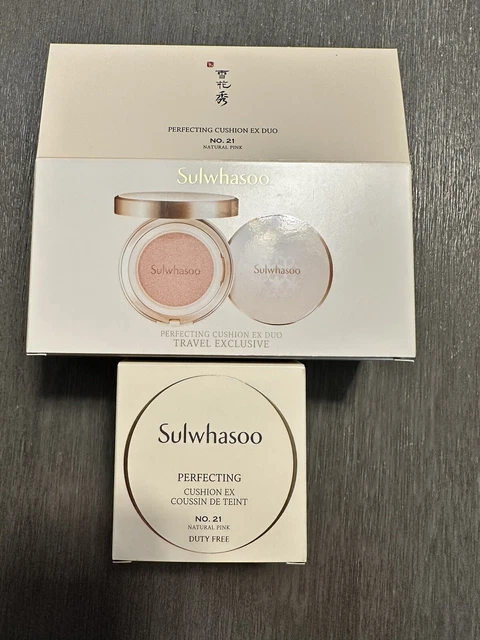 雪花秀
PERFECTING CUSHION EX DUO
NO. 21
NATURAL PINK
Sulwhasoo
Sulwhasoo
Sulwhasoo
PERFECTING CUSHION EX DUO
TRAVEL EXCLUSIVE
Sulwhasoo
PERFECTING
CUSHION EX
COUSSIN DE TEINT
NO. 21
NATURAL PINK
DUTY FREE